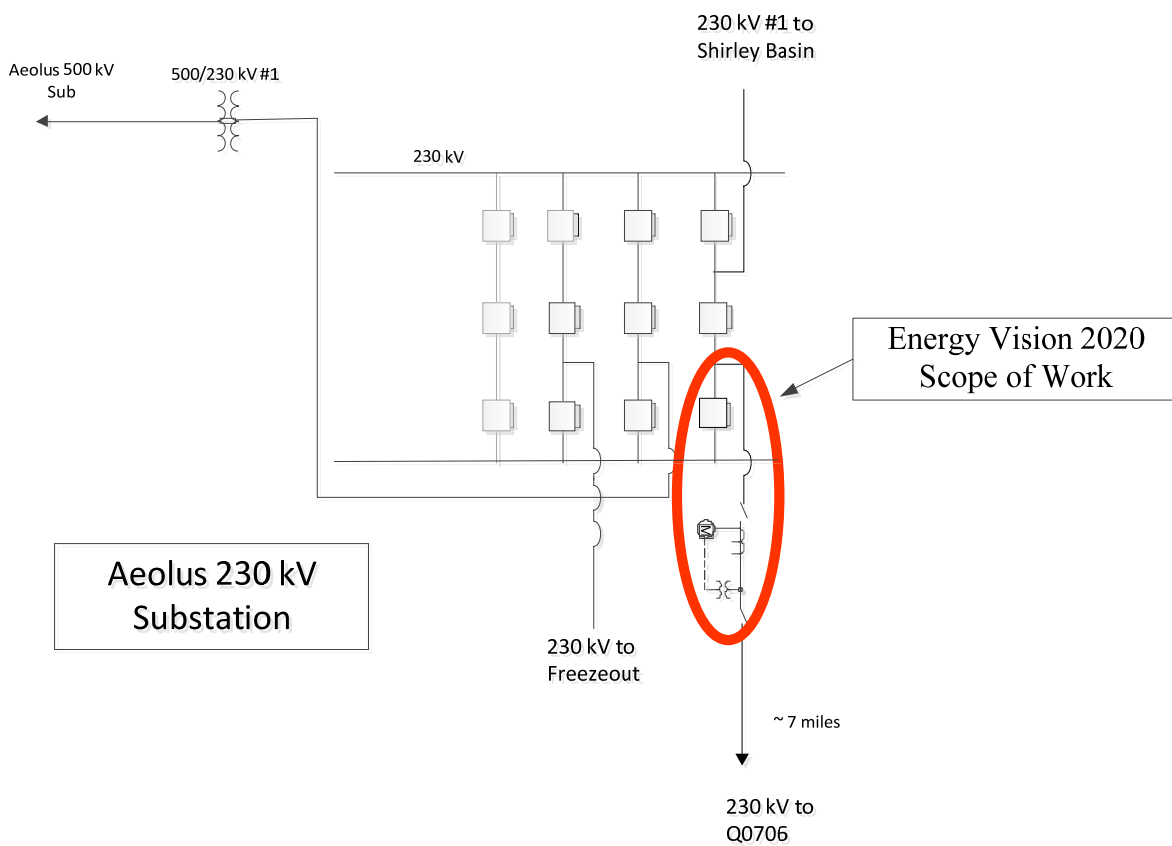 230 kV #1 to
Shirley Basin
Aeolus 500 kV
Sub
500/230 kV #1
230 kV
Energy Vision 2020
Scope of Work
M
Aeolus 230 kV
Substation
230 kV to
Freezeout
~ 7 miles
230 kV to
Q0706